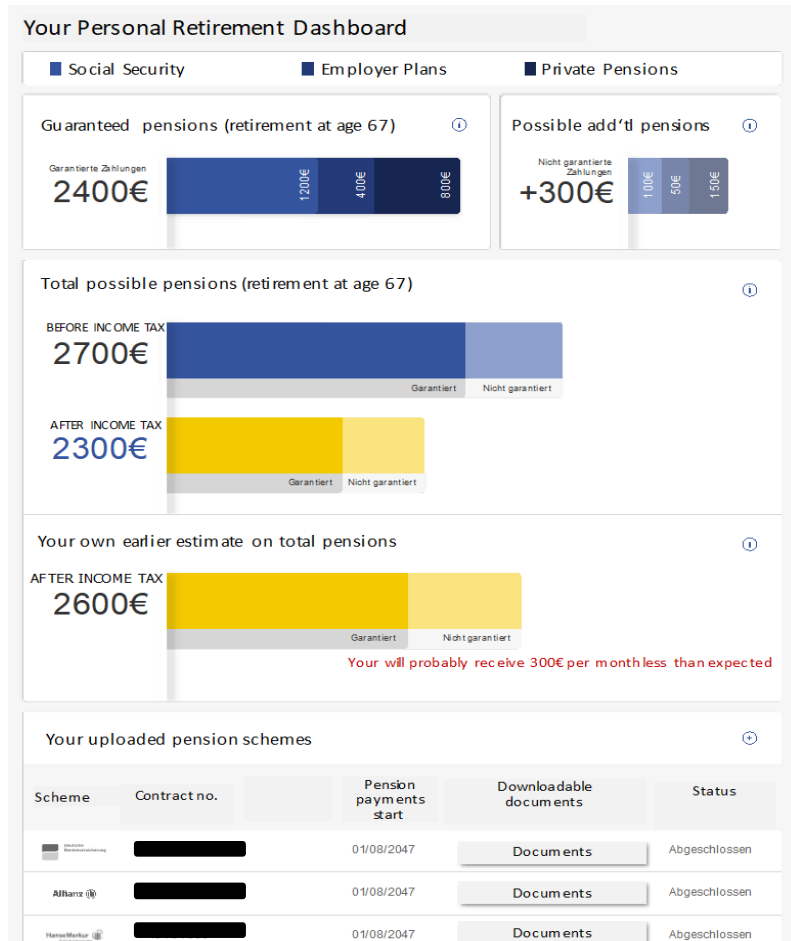 Your Personal Retirement Dashboard
Social Security
Employer Plans
Private Pensions
Guaranteed pensions (retirement at age 67)
Garantierte Zahlungen
2400€
1200€
400€
800€
Possible add‘tl pensions
Nicht garantierte
Zahlungen
+300€
100€
50€
150€
Total possible pensions (retirement at age 67)
BEFORE INCOME TAX
2700€
Garantiert
Nicht garantiert
AFTER INCOME TAX
2300€
Garantiert
Nicht garantiert
Your own earlier estimate on total pensions
AFTER INCOME TAX
2600€
Garantiert
Nicht garantiert
Your will probably receive 300€ per month less than expected
Your uploaded pension schemes
Scheme
Contract no.
Pension
payments
start
Downloadable
documents
Status
Deutsche
Rentenversicherung
01/08/2047
Documents
Abgeschlossen
Allianz
01/08/2047
Documents
Abgeschlossen
HanseMerkur
01/08/2047
Documents
Abgeschlossen